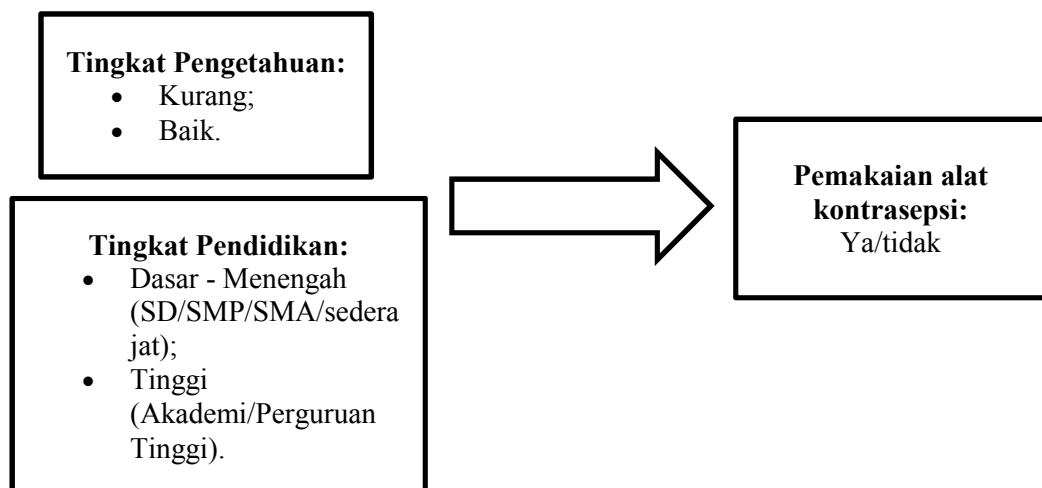 Tingkat Pengetahuan:
• Kurang;
• Baik.
Tingkat Pendidikan:
• Dasar - Menengah
(SD/SMP/SMA/sedera
jat);
• Tinggi
(Akademi/Perguruan
Tinggi).
Pemakaian alat
kontrasepsi:
Ya/tidak